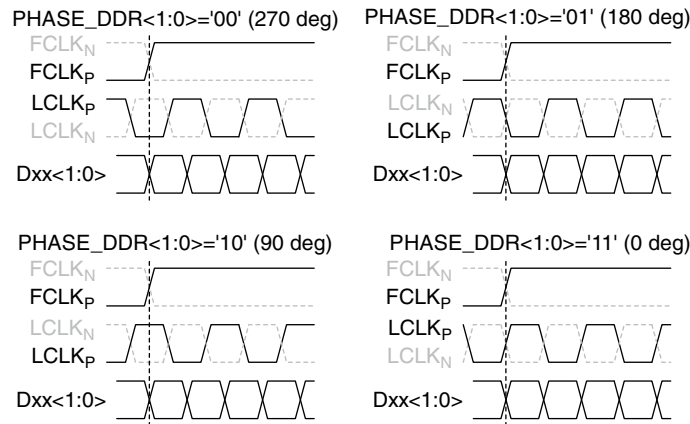 PHASE_DDR<1:0>='00' (270 deg)
FCLKN
FCLKP
LCLKP
LCLKN
Dxx<1:0>
PHASE_DDR<1:0>='01' (180 deg)
FCLKN
FCLKP
LCLKN
LCLKP
Dxx<1:0>
PHASE_DDR<1:0>='10' (90 deg)
FCLKN
FCLKP
LCLKN
LCLKP
Dxx<1:0>
PHASE_DDR<1:0>='11' (0 deg)
FCLKN
FCLKP
LCLKP
LCLKN
Dxx<1:0>